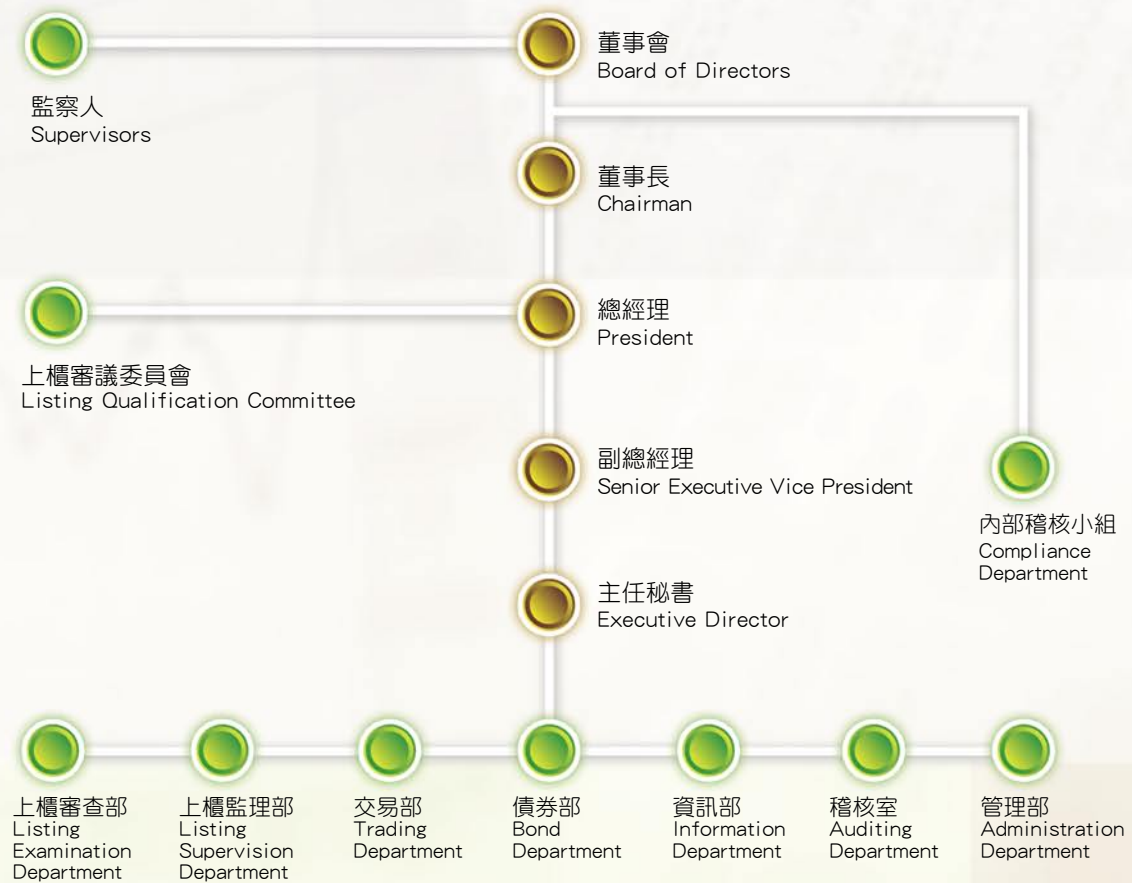 董事會
Board of Directors
監察人
Supervisors
董事長
Chairman
總經理
President
上櫃審議委員會
Listing Qualification Committee
副總經理
Senior Executive Vice President
內部稽核小組
Compliance
Department
主任秘書
Executive Director
上櫃審查部
Listing
Examination
Department
上櫃監理部
Listing
Supervision
Department
交易部
Trading
Department
債券部
Bond
Department
資訊部
Information
Department
稽核室
Auditing
Department
管理部
Administration
Department